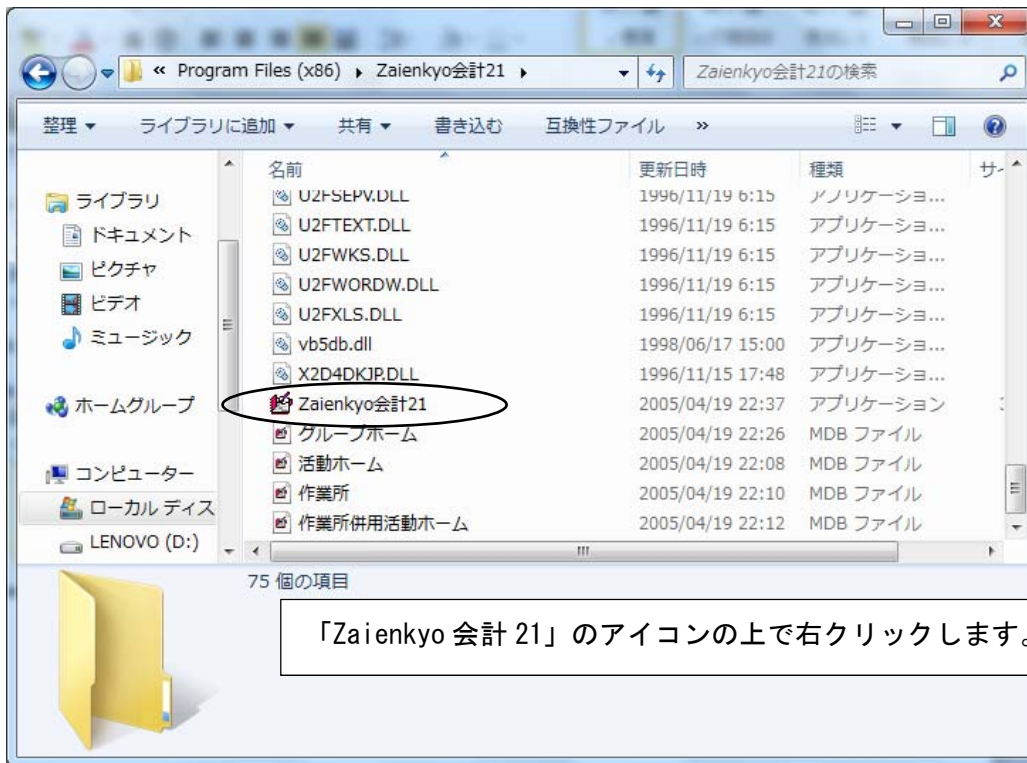 « Program Files (x86) ▸ Zaienkyo会計21 ▸ Zaienkyo会計21の検索
整理 ▼ ライブラリに追加 ▼ 共有 ▼ 書き込む 互換性ファイル »
名前 更新日時 種類 サ
ライブラリ
ドキュメント
ピクチャ
ビデオ
ミュージック
ホームグループ
コンピューター
ローカル ディス
LENOVO (D:)
U2FSEPV.DLL 1996/11/19 6:15 アプリケーショ...
U2FTEXT.DLL 1996/11/19 6:15 アプリケーショ...
U2FWKS.DLL 1996/11/19 6:15 アプリケーショ...
U2FWORDW.DLL 1996/11/19 6:15 アプリケーショ...
U2FXLS.DLL 1996/11/19 6:15 アプリケーショ...
vb5db.dll 1998/06/17 15:00 アプリケーショ...
X2D4DKJP.DLL 1996/11/15 17:48 アプリケーショ...
Zaienkyo会計21 2005/04/19 22:37 アプリケーション
グループホーム 2005/04/19 22:26 MDB ファイル
活動ホーム 2005/04/19 22:08 MDB ファイル
作業所 2005/04/19 22:10 MDB ファイル
作業所併用活動ホーム 2005/04/19 22:12 MDB ファイル
75 個の項目
「Zaienkyo 会計 21」のアイコンの上で右クリックします。